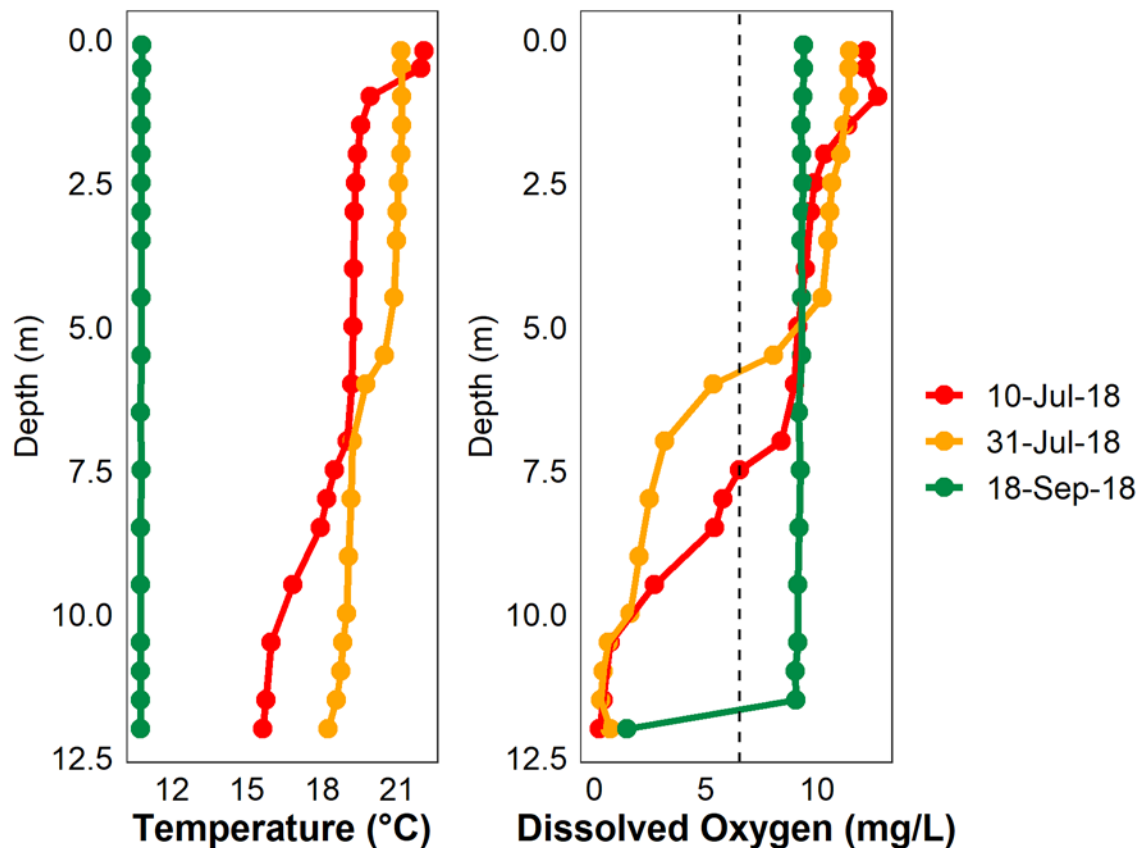 0.0
2.5
5.0
7.5
10.0
12.5
Depth (m)
12 15 18 21
Temperature (°C)
0.0
2.5
5.0
7.5
10.0
12.5
Depth (m)
0 5 10
Dissolved Oxygen (mg/L)
10-Jul-18
31-Jul-18
18-Sep-18